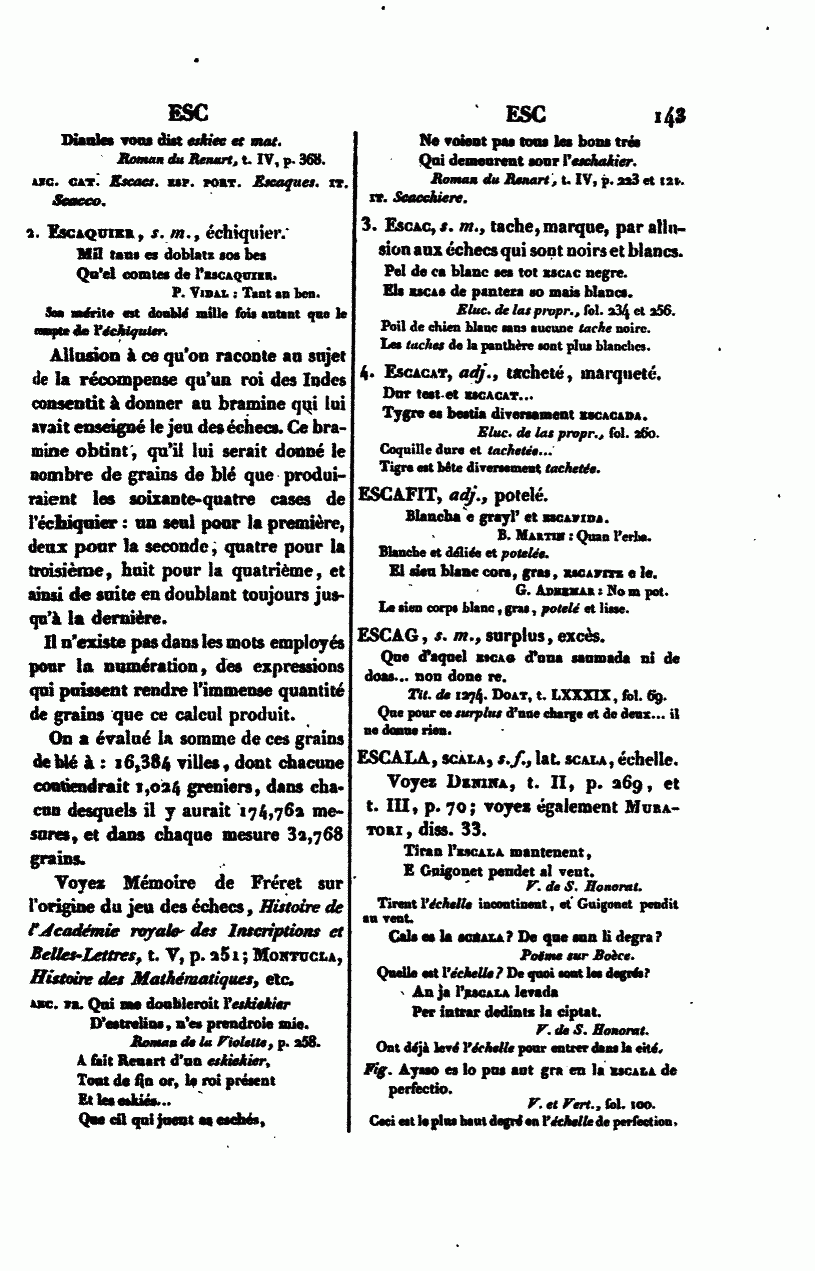 ESC
Diaules vous dist eskiec et mat.
Roman du Renart, t. IV, p. 368.
ANC. CAT. Escacs. ESP. PORT. Escaques. IT.
Scacco.
2. ESCAQUIER, s. m., échiquier.
Mil tans es doblatz sos bes
Qu'el comtes de l'ESCAQUIER.
P. VIDAL : Tant an ben.
Son mérite est doublé mille fois autant que le
compte de l'échiquier.
Allusion à ce qu'on raconte au sujet
de la récompense qu'un roi des Indes
consentit à donner au bramine qui lui
avait enseigné le jeu des échecs. Ce bra-
mine obtint, qu'il lui serait donné le
nombre de grains de blé que produi-
raient les soixante-quatre cases de
l'échiquier : un seul pour la première,
deux pour la seconde, quatre pour la
troisième, huit pour la quatrième, et
ainsi de suite en doublant toujours jus-
qu'à la dernière.
Il n'existe pas dans les mots employés
pour la numération, des expressions
qui puissent rendre l'immense quantité
de grains que ce calcul produit.
On a évalué la somme de ces grains
de blé à : 16,384 villes, dont chacune
contiendrait 1,024 greniers, dans cha-
cun desquels il y aurait 174,762 me-
sures, et dans chaque mesure 32,768
grains.
Voyez Mémoire de Fréret sur
l'origine du jeu des échecs, Histoire de
l'Académie royale des Inscriptions et
Belles-Lettres, t. V, p. 251; MONTUCLA,
Histoire des Mathématiques, etc.
ANC. FR. Qui me doubleroit l'eskiekier
D'estrelins, n'es prendroie mie.
Roman de la Violette, p. 258.
A fait Renart d'un eskiekier,
Tout de fin or, le roi présent
Et les eskiés...
Que cil qui juent as eschés,
ESC 143
Ne voient pas tous les bons trés
Qui demeurent sour l'eschakier.
Roman du Renart, t. IV, p. 223 et 121.
IT. Scacchiere.
3. ESCAC, s. m., tache, marque, par allu-
sion aux échecs qui sont noirs et blancs.
Pel de ca blanc ses tot ESCAC negre.
Els ESCAS de pantera so mais blancs.
Eluc. de las propr., fol. 234 et 256.
Poil de chien blanc sans aucune tache noire.
Les taches de la panthère sont plus blanches.
4. ESCACAT, adj., tacheté, marqueté.
Dur test et ESCACAT...
Tygre es bestia diversament ESCACADA.
Eluc. de las propr., fol. 260.
Coquille dure et tachetée...
Tigre est bête diversement tachetée.
ESCAFIT, adj., potelé.
Blancha e grayl' et ESCAFIDA.
B. MARTIN : Quan l'erba.
Blanche et déliée et potelée.
El sieu blanc cors, gras, ESCAFITZ e le.
G. ADHEMAR : No m pot.
Le sien corps blanc, gras, potelé et lisse.
ESCAG, s. m., surplus, excès.
Que d'aquel ESCAG d'una saumada ni de
doas... non done re.
Tit. de 1274. DOAT, t. LXXXIX, fol. 69.
Que pour ce surplus d'une charge et de deux... il
ne donne rien.
ESCALA, SCALA, s. f., lat. SCALA, échelle.
Voyez DENINA, t. II, p. 269, et
t. III, p. 70; voyez également MURA-
TORI, diss. 33.
Tiran l'ESCALA mantenent,
E Guigonet pendet al vent.
V. de S. Honorat.
Tirent l'échelle incontinent, et Guigonet pendit
au vent.
Cals es la SCHALA? De que sun li degra?
Poëme sur Boèce.
Quelle est l'échelle? De quoi sont les degrés?
An ja l'ESCALA levada
Per intrar dedints la ciptat.
V. de S. Honorat.
Ont déjà levé l'échelle pour entrer dans la cité.
Fig. Aysso es lo pus aut gra en la ESCALA de
perfectio.
V. et Vert., fol. 100.
Ceci est le plus haut degré en l'échelle de perfection.